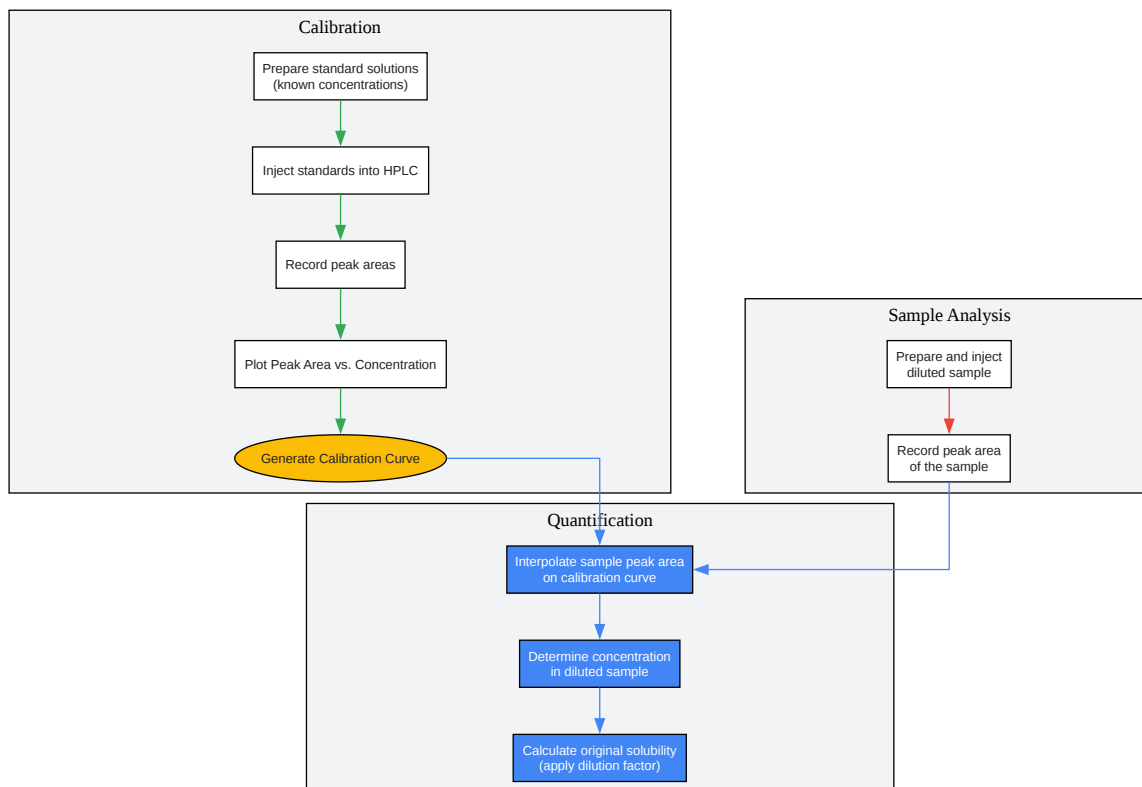 Calibration
Prepare standard solutions
(known concentrations)
Inject standards into HPLC
Record peak areas
Plot Peak Area vs. Concentration
Generate Calibration Curve
Sample Analysis
Prepare and inject
diluted sample
Record peak area
of the sample
Quantification
Interpolate sample peak area
on calibration curve
Determine concentration
in diluted sample
Calculate original solubility
(apply dilution factor)